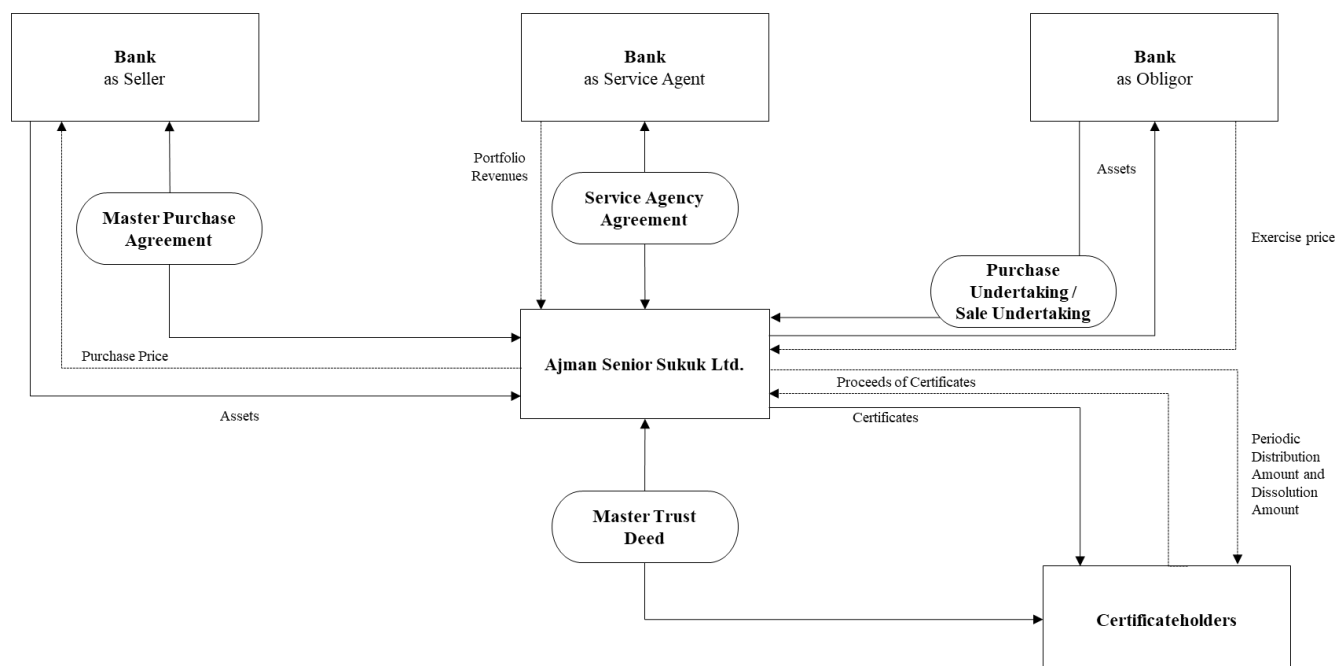 Bank
as Seller
Bank
as Service Agent
Bank
as Obligor
Portfolio
Revenues
Assets
Master Purchase
Agreement
Service Agency
Agreement
Exercise price
Purchase
Undertaking /
Sale Undertaking
Purchase Price
Ajman Senior Sukuk Ltd.
Proceeds of Certificates
Assets
Certificates
Periodic
Distribution
Amount and
Dissolution
Amount
Master Trust
Deed
Certificateholders